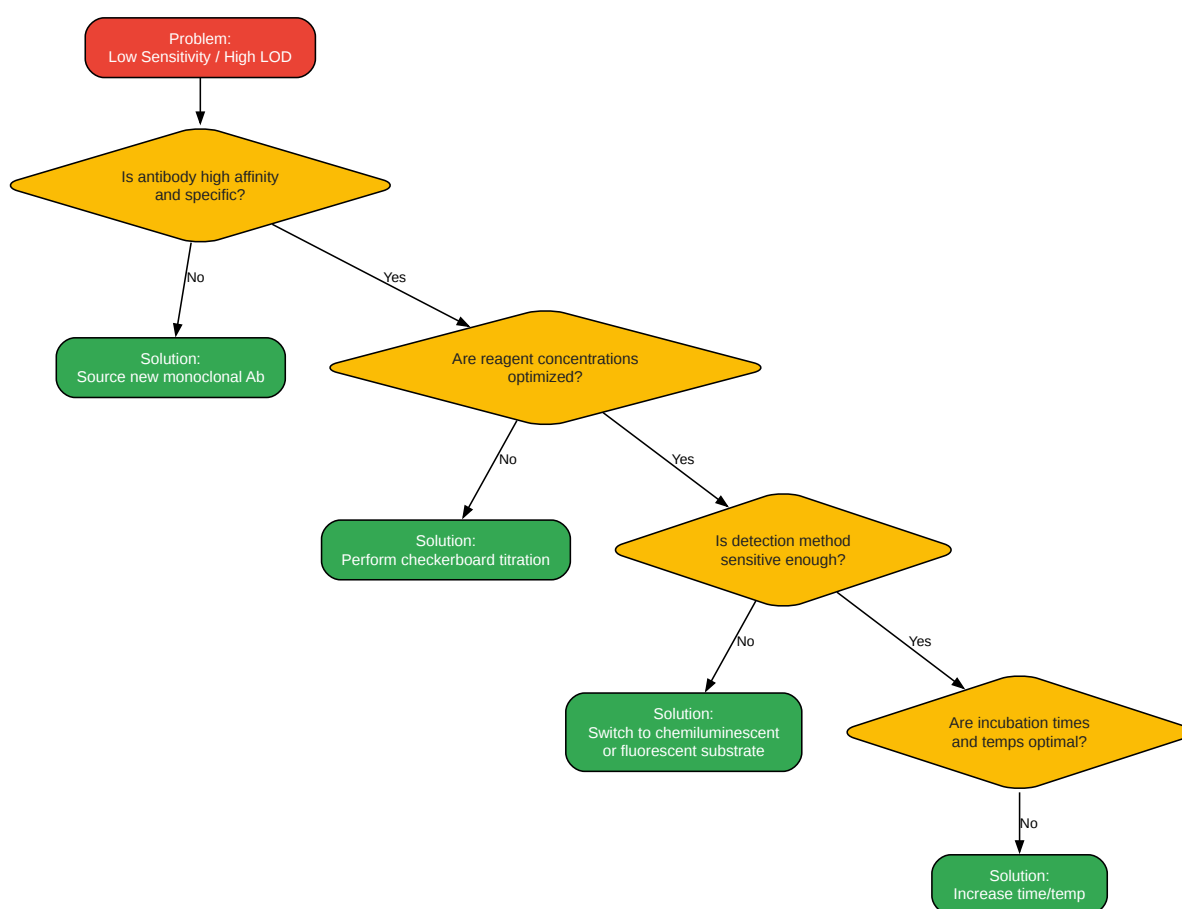 Problem:
Low Sensitivity / High LOD
Is antibody high affinity
and specific?
No
Yes
Solution:
Source new monoclonal Ab
Are reagent concentrations
optimized?
No
Yes
Solution:
Perform checkerboard titration
Is detection method
sensitive enough?
No
Yes
Solution:
Switch to chemiluminescent
or fluorescent substrate
Are incubation times
and temps optimal?
No
Solution:
Increase time/temp